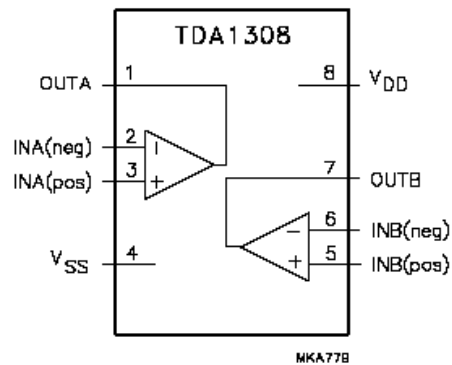 TDA1308
OUTA 1
8 VDD
INA(neg) 2
INA(pos) 3
7 OUTB
6 INB(neg)
5 INB(pos)
VSS 4
MKA779